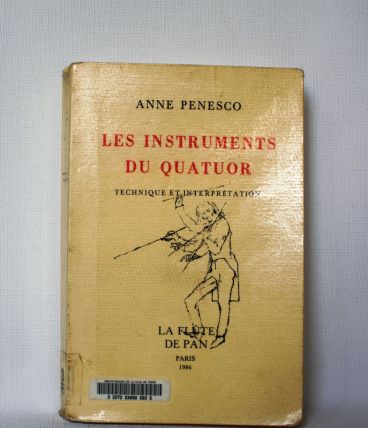 ANNE PENESCO
LES INSTRUMENTS
DU QUATUOR
TECHNIQUE ET INTERPRÉTATION
LA FLÛTE
DE PAN
PARIS
1986